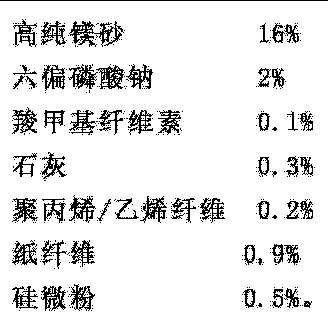 高纯镁砂 16%
六偏磷酸钠 2%
羧甲基纤维素 0.1%
石灰 0.3%
聚丙烯/乙烯纤维 0.2%
纸纤维 0.9%
硅微粉 0.5%。